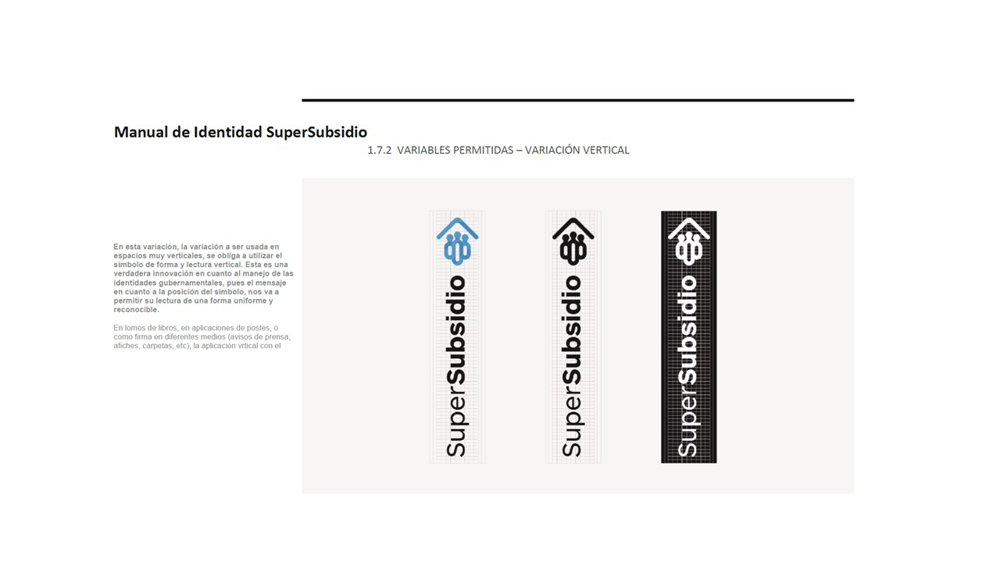 Manual de Identidad SuperSubsidio
1.7.2 VARIABLES PERMITIDAS – VARIACIÓN VERTICAL
En esta variación, la variación a ser usada en
espacios muy verticales, se obliga a utilizar el
símbolo de forma y lectura vertical. Esta es una
verdadera innovación en cuanto al manejo de las
identidades gubernamentales, pues el mensaje
en cuanto a la posición del símbolo, nos va a
permitir su lectura de una forma uniforme y
reconocible.
En lomos de libros, en aplicaciones de postes, o
como firma en diferentes medios (avisos de prensa,
afiches, carpetas, etc), la aplicación vrtical con el
SuperSubsidio
SuperSubsidio
SuperSubsidio